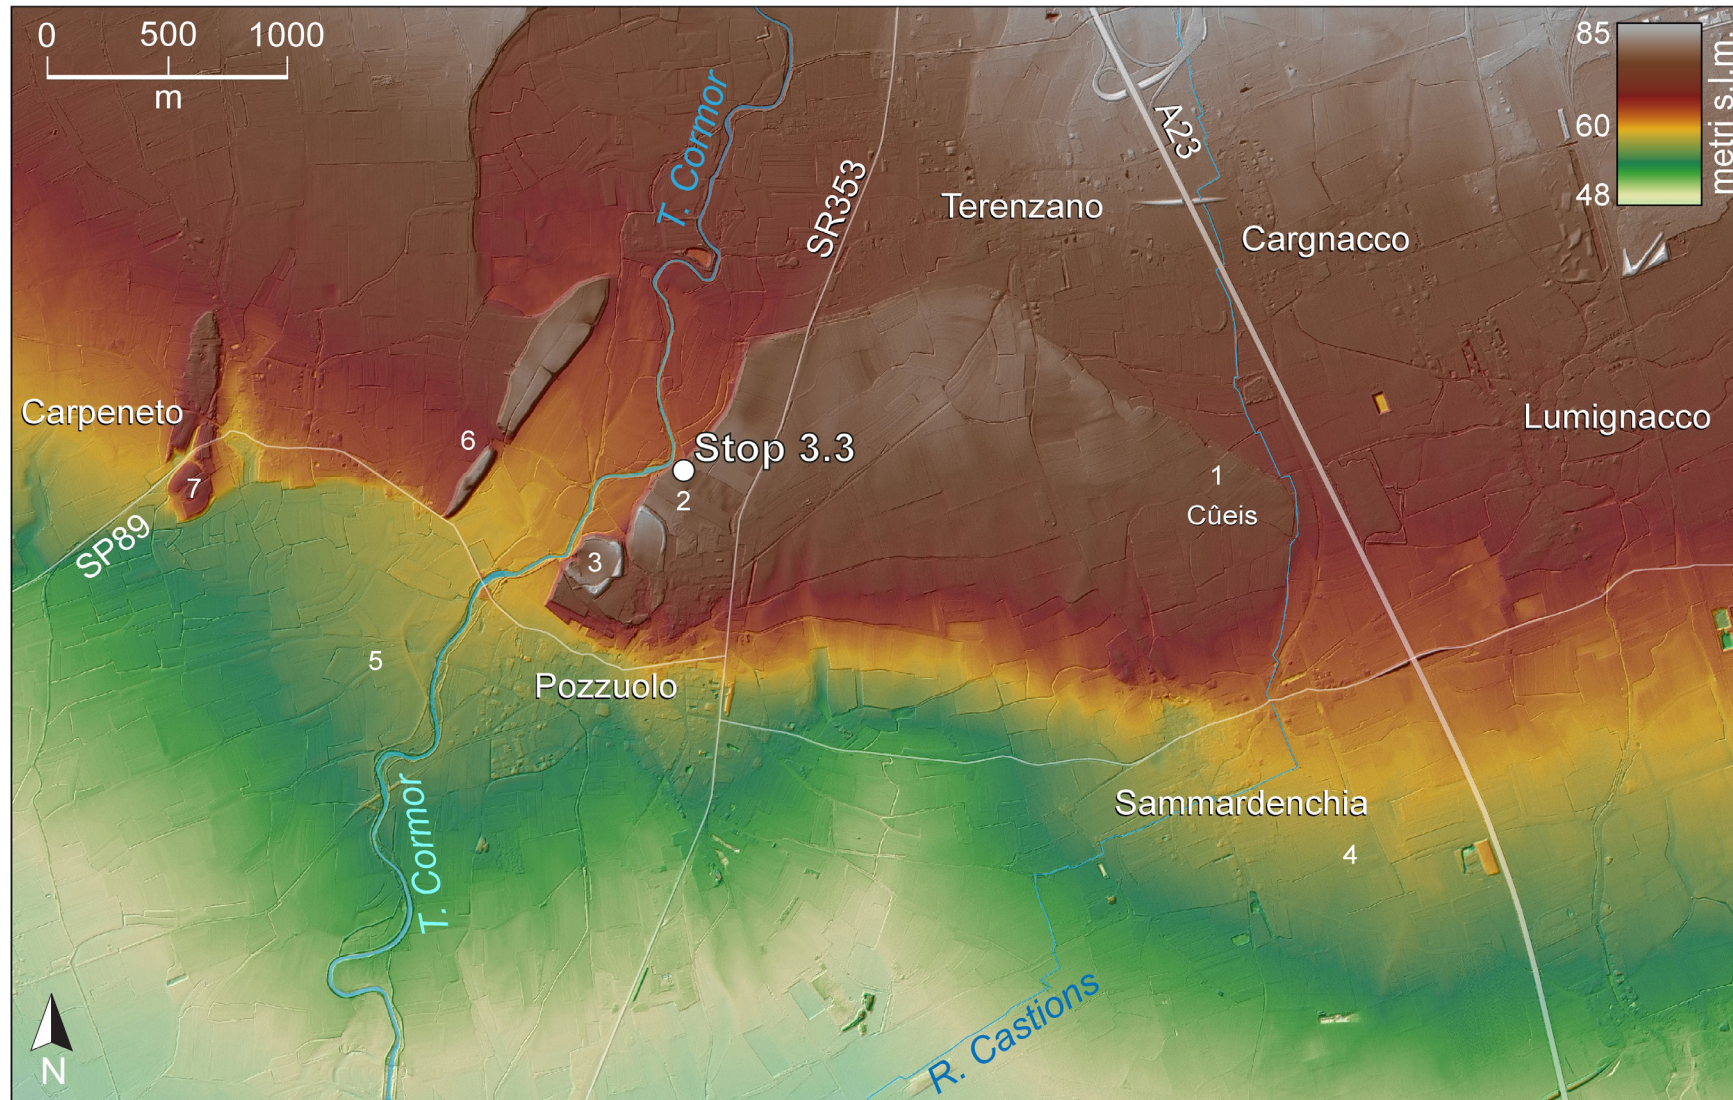 0 500 1000
m
85
60
48
metri s.l.m.
T. Cormor
SR353
A23
Terenzano
Cargnacco
Carpeneto
Lumignacco
6
Stop 3.3
7
2
1
Cûeis
SP89
3
5
Pozzuolo
Sammardenchia
4
T. Cormor
R. Castions
N